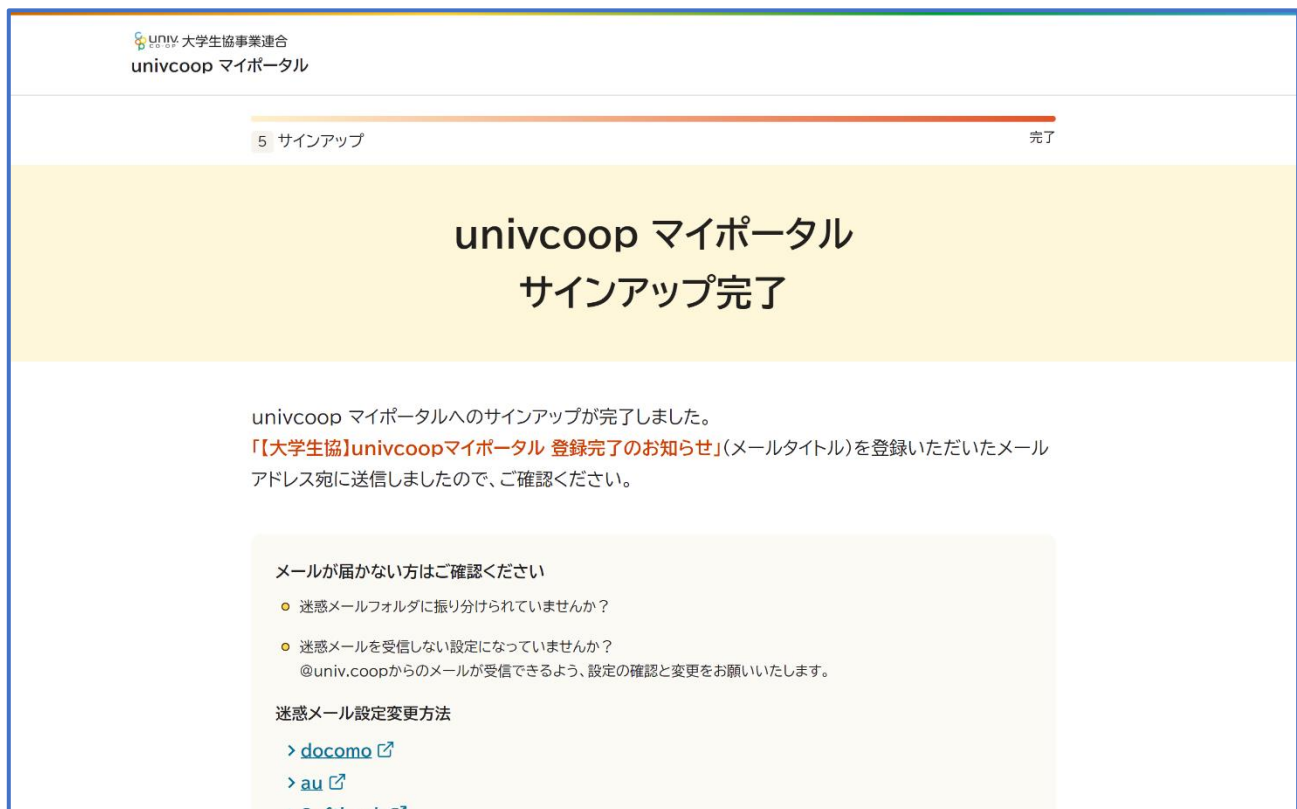 univ. 大学生協事業連合
CO-OP
univcoop マイポータル
5 サインアップ
完了
univcoop マイポータル
サインアップ完了
univcoop マイポータルへのサインアップが完了しました。
「【大学生協】univcoopマイポータル 登録完了のお知らせ」(メールタイトル)を登録いただいたメール
アドレス宛に送信しましたので、ご確認ください。
メールが届かない方はご確認ください
迷惑メールフォルダに振り分けられていませんか？
迷惑メールを受信しない設定になっていませんか？
@univ.coopからのメールが受信できるよう、設定の確認と変更をお願いいたします。
迷惑メール設定変更方法
docomo
au